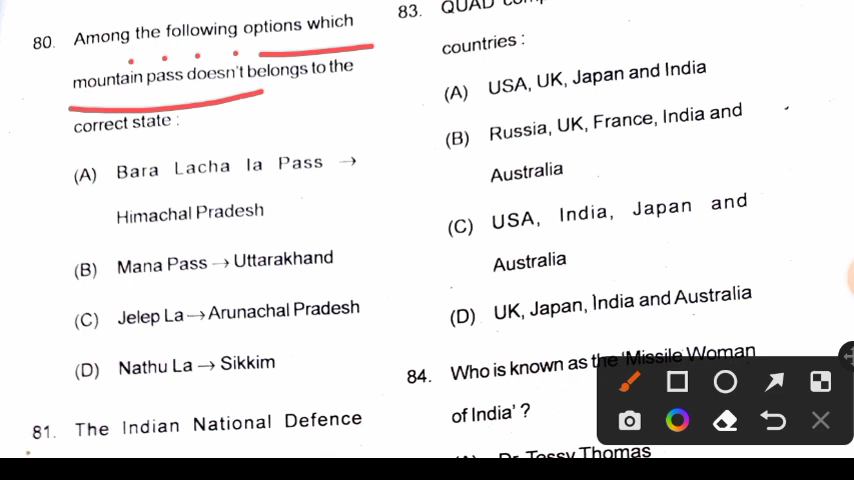 80. Among the following options which
mountain pass doesn't belongs to the
correct state :
(A) Bara Lacha la Pass →
Himachal Pradesh
(B) Mana Pass → Uttarakhand
(C) Jelep La → Arunachal Pradesh
(D) Nathu La → Sikkim
81. The Indian National Defence
83. QUAD
countries :
(A) USA, UK, Japan and India
(B) Russia, UK, France, India and
Australia
(C) USA, India, Japan and
Australia
(D) UK, Japan, India and Australia
84. Who is known as the 'Missile Woman
of India' ?
(A) Dr. Tessy Thomas